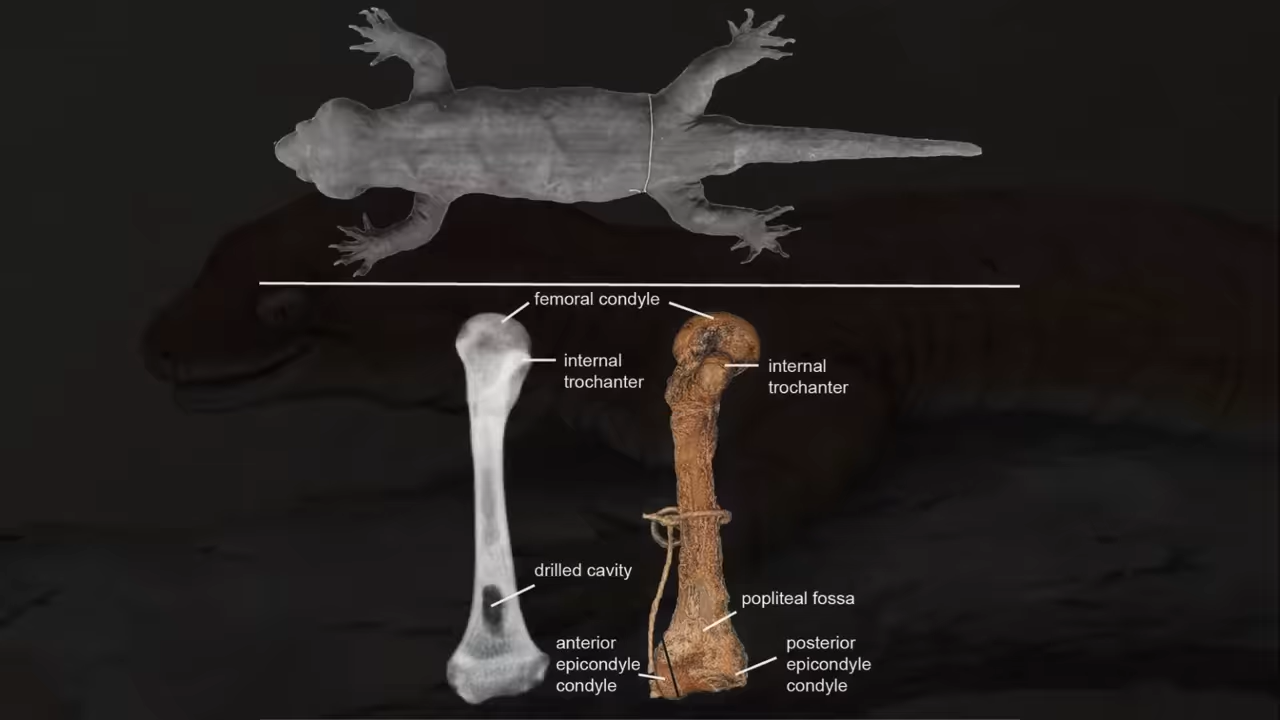 femoral condyle
internal
trochanter
internal
trochanter
drilled cavity
popliteal fossa
anterior
epicondyle
condyle
posterior
epicondyle
condyle